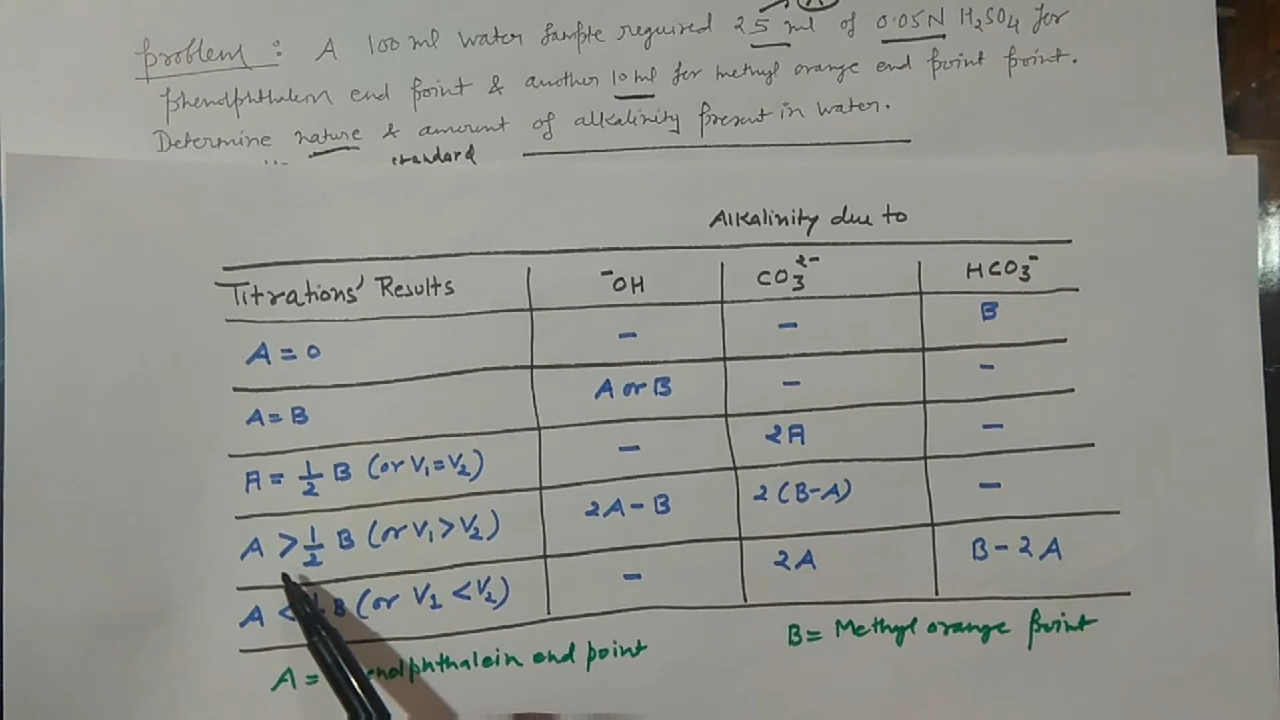 Problem : A 100 ml water sample required 25 ml of 0.05N H₂SO₄ for
phenolphthalein end point & another 10 ml for methyl orange end point point.
Determine nature & amount of alkalinity present in water.
standard
Alkalinity due to
Titrations' Results ⁻OH CO₃²⁻ HCO₃⁻
A = 0 - - B
A = B A or B - -
A = 1/2 B (or V₁=V₂) - 2A -
A > 1/2 B (or V₁>V₂) 2A-B 2(B-A) -
A < 1/2 B (or V₁ <V₂) - 2A B-2A
A = end point B= Methyl orange point